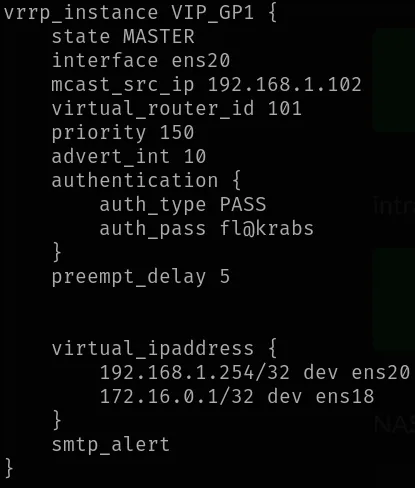 vrrp_instance VIP_GP1 {
    state MASTER
    interface ens20
    mcast_src_ip 192.168.1.102
    virtual_router_id 101
    priority 150
    advert_int 10
    authentication {
        auth_type PASS
        auth_pass fl@krabs
    }
    preempt_delay 5


    virtual_ipaddress {
        192.168.1.254/32 dev ens20
        172.16.0.1/32 dev ens18
    }
    smtp_alert
}
intr
NAS